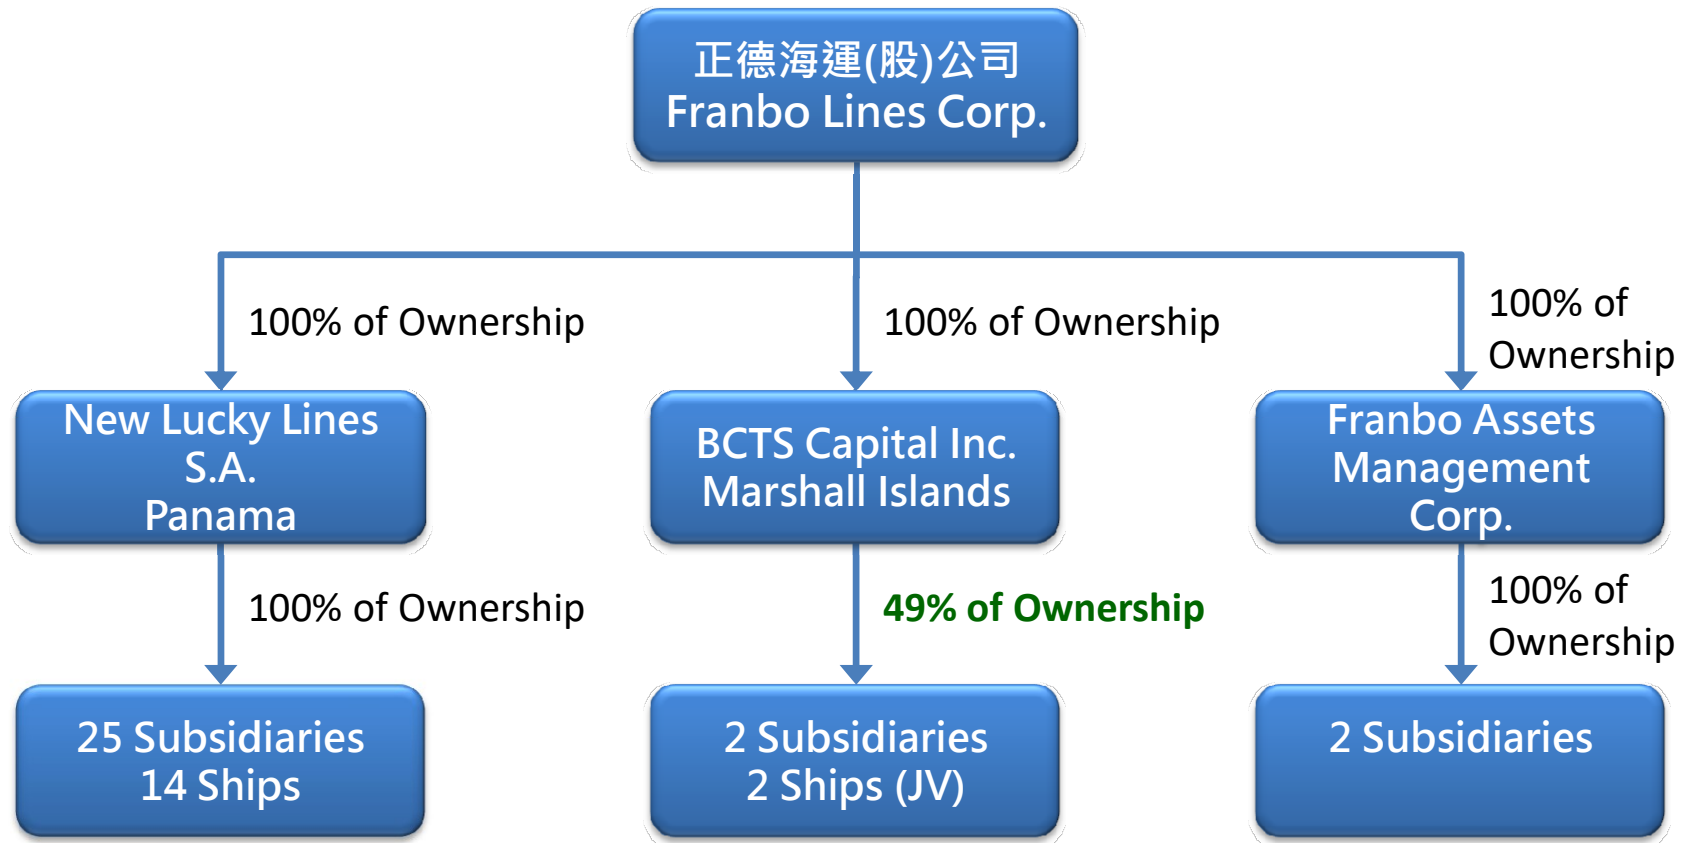 正德海運(股)公司
Franbo Lines Corp.
100% of Ownership
100% of Ownership
100% of
Ownership
New Lucky Lines
S.A.
Panama
BCTS Capital Inc.
Marshall Islands
Franbo Assets
Management
Corp.
100% of Ownership
49% of Ownership
100% of
Ownership
25 Subsidiaries
14 Ships
2 Subsidiaries
2 Ships (JV)
2 Subsidiaries